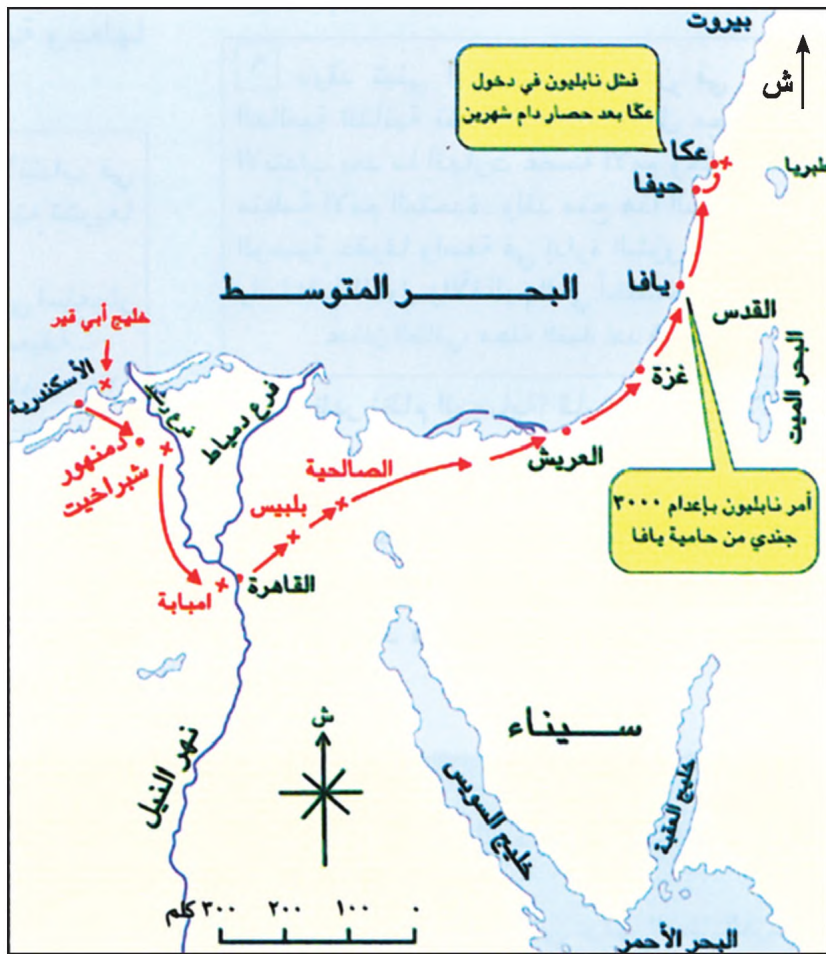 بيروت
ش
فشل نابليون في دخول
عكّا بعد حصار دام شهرين
عكا
طبريا
حيفا
يافا
البحر المتوسط
القدس
خليج أبي قير
البحر الميت
الأسكندرية
غزة
فرع رشيد
فرع دمياط
دمنهور
شبراخيت
الصالحية
العريش
بلبيس
أمر نابليون بإعدام ٣٠٠٠
جندي من حامية يافا
القاهرة
امبابة
سيناء
ش
نهر النيل
خليج السويس
خليج العقبة
٣٠٠ ٢٠٠ ١٠٠ ٠ كلم
البحر الأحمر